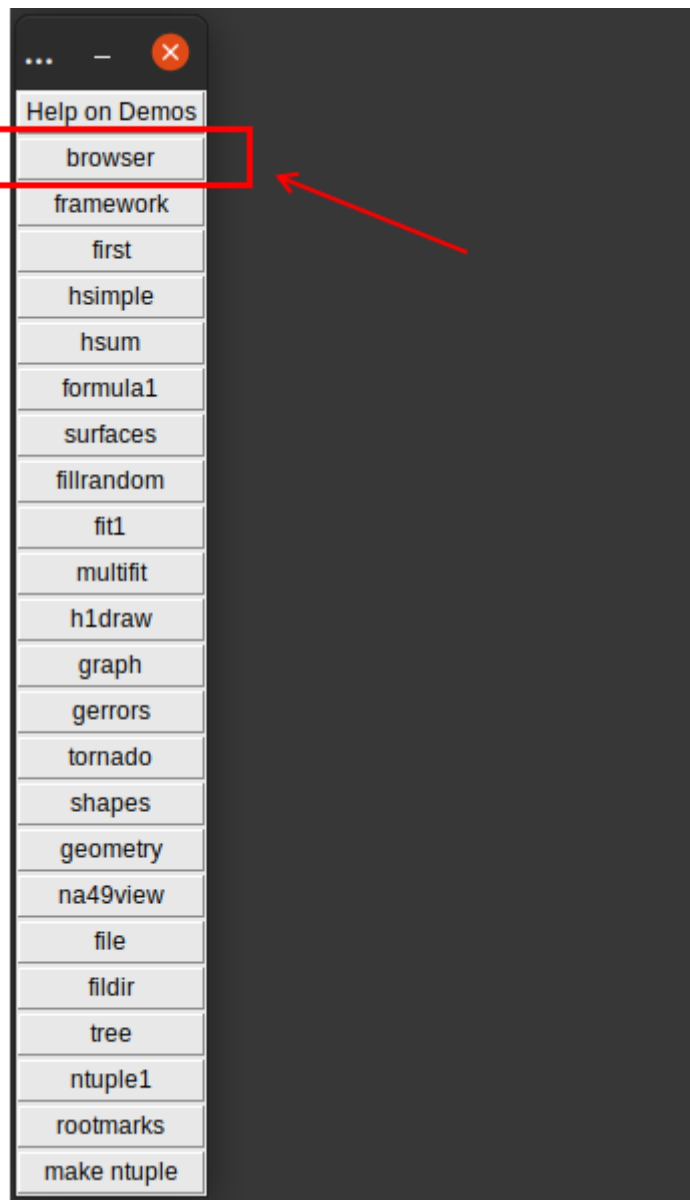 ...
Help on Demos
browser
framework
first
hsimple
hsum
formula1
surfaces
fillrandom
fit1
multifit
h1draw
graph
gerrors
tornado
shapes
geometry
na49view
file
fildir
tree
ntuple1
rootmarks
make ntuple